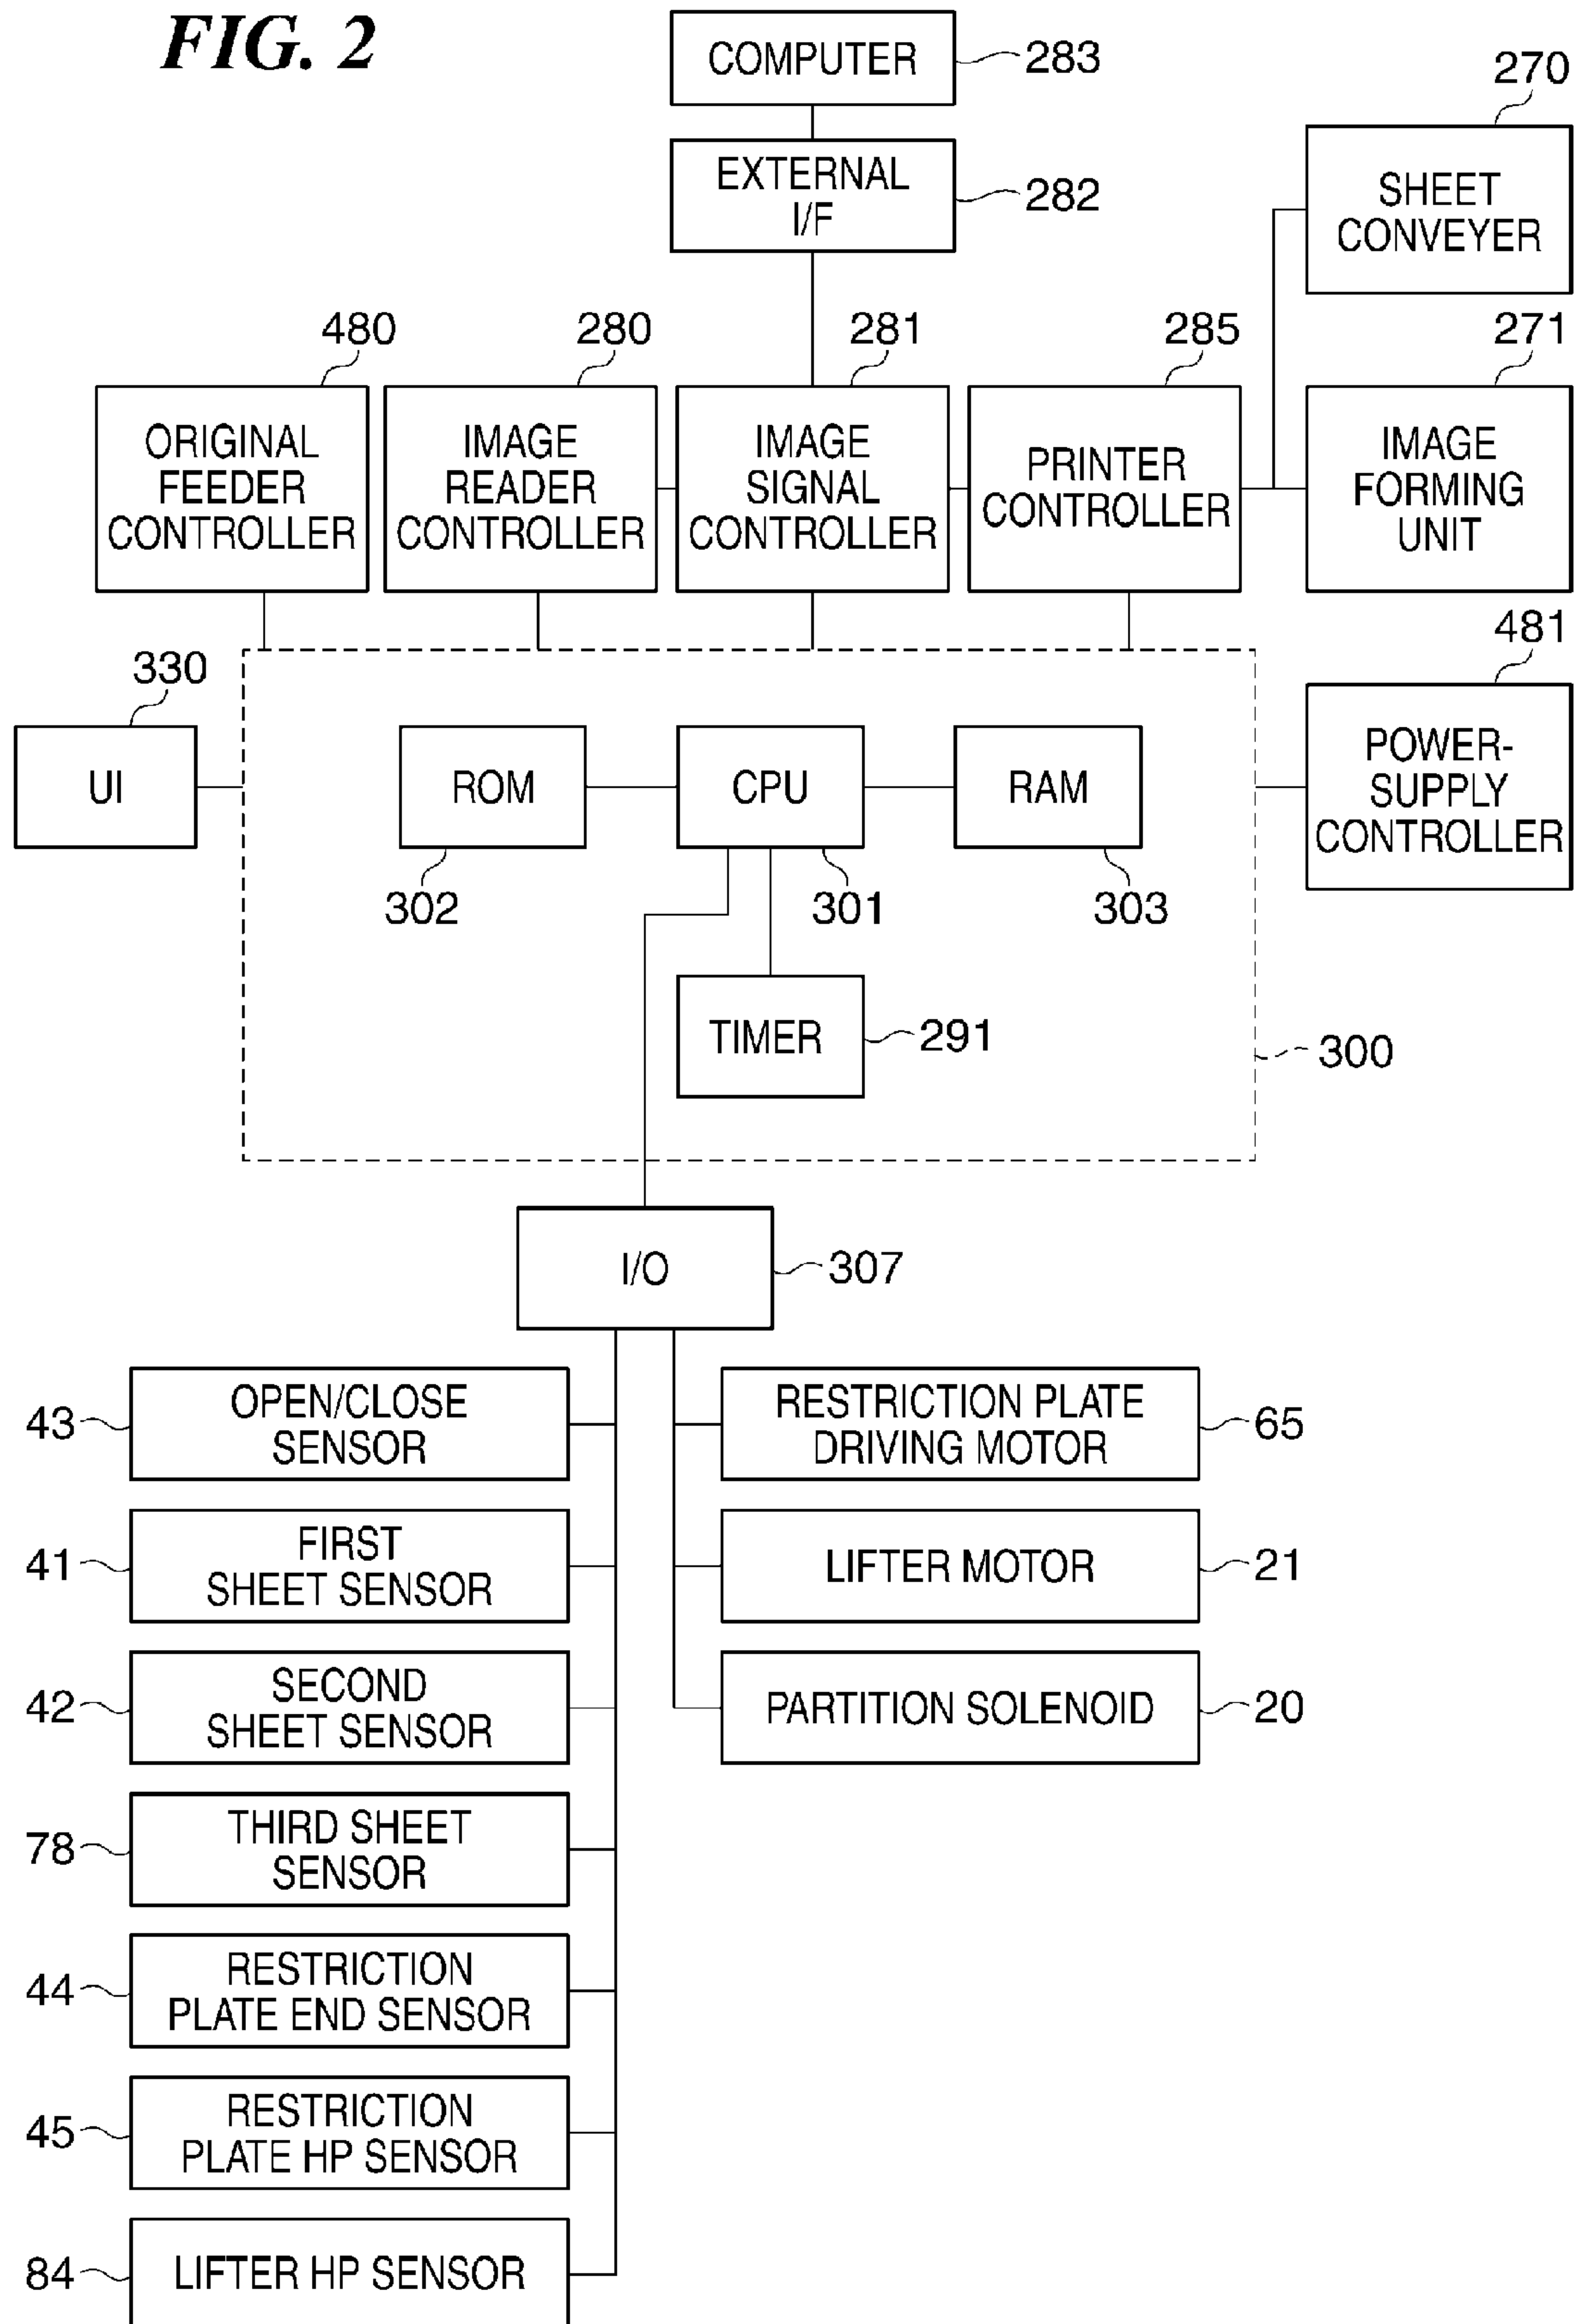 FIG. 2
COMPUTER
283
EXTERNAL
I/F
282
270
SHEET
CONVEYER
480
280
281
285
271
ORIGINAL
FEEDER
CONTROLLER
IMAGE
READER
CONTROLLER
IMAGE
SIGNAL
CONTROLLER
PRINTER
CONTROLLER
IMAGE
FORMING
UNIT
481
330
UI
ROM
CPU
RAM
POWER-
SUPPLY
CONTROLLER
302
301
303
TIMER
291
300
I/O
307
43
OPEN/CLOSE
SENSOR
RESTRICTION PLATE
DRIVING MOTOR
65
41
FIRST
SHEET SENSOR
LIFTER MOTOR
21
42
SECOND
SHEET SENSOR
PARTITION SOLENOID
20
78
THIRD SHEET
SENSOR
44
RESTRICTION
PLATE END SENSOR
45
RESTRICTION
PLATE HP SENSOR
84
LIFTER HP SENSOR